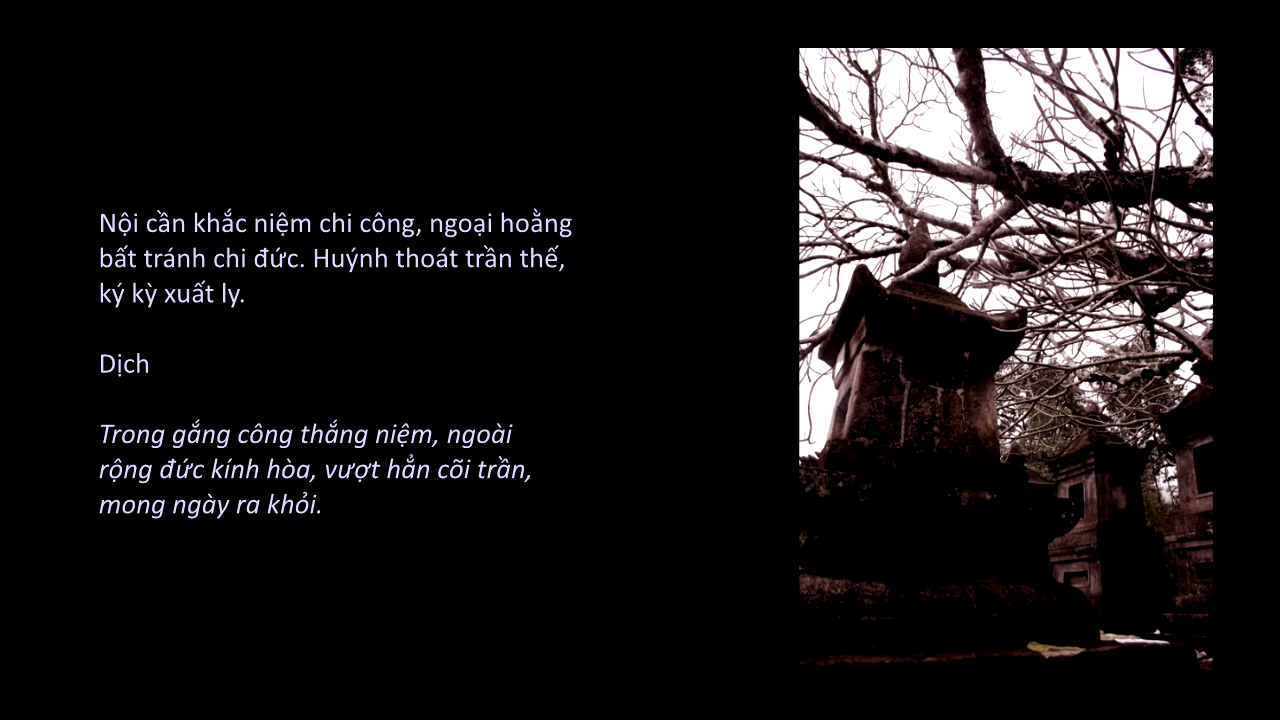 Nội cần khắc niệm chi công, ngoại hoằng
bất tránh chi đức. Huýnh thoát trần thế,
ký kỳ xuất ly.
Dịch
Trong gắng công thắng niệm, ngoài
rộng đức kính hòa, vượt hẳn cõi trần,
mong ngày ra khỏi.